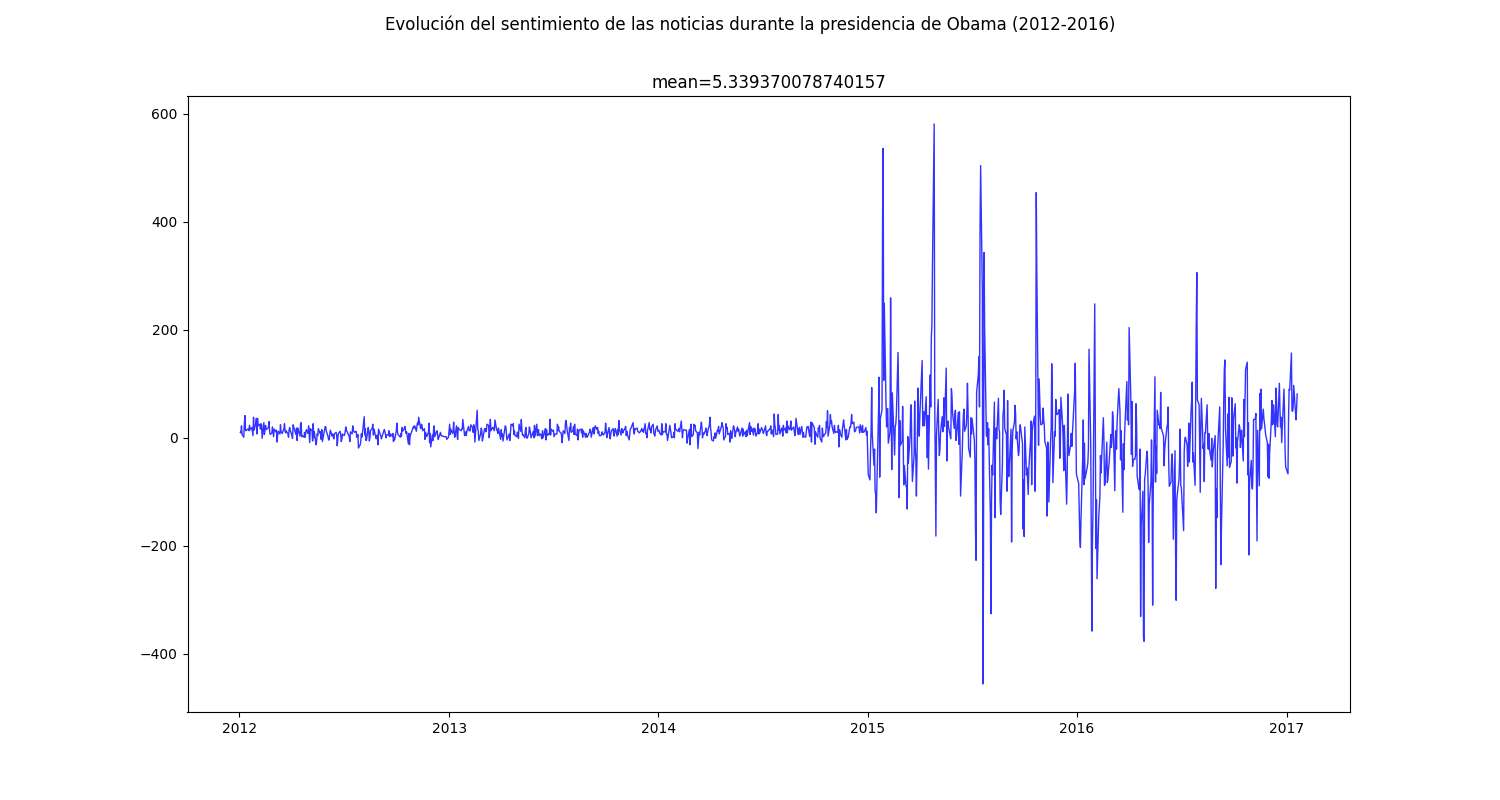 Evolución del sentimiento de las noticias durante la presidencia de Obama (2012-2016)
mean=5.339370078740157
600
400
200
0
−200
−400
2012 2013 2014 2015 2016 2017